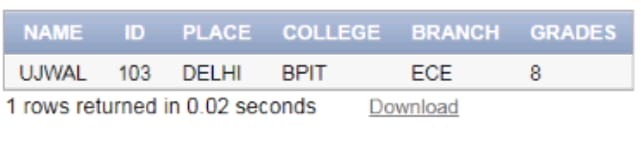 NAME ID PLACE COLLEGE BRANCH GRADES
UJWAL 103 DELHI BPIT ECE 8
1 rows returned in 0.02 seconds Download